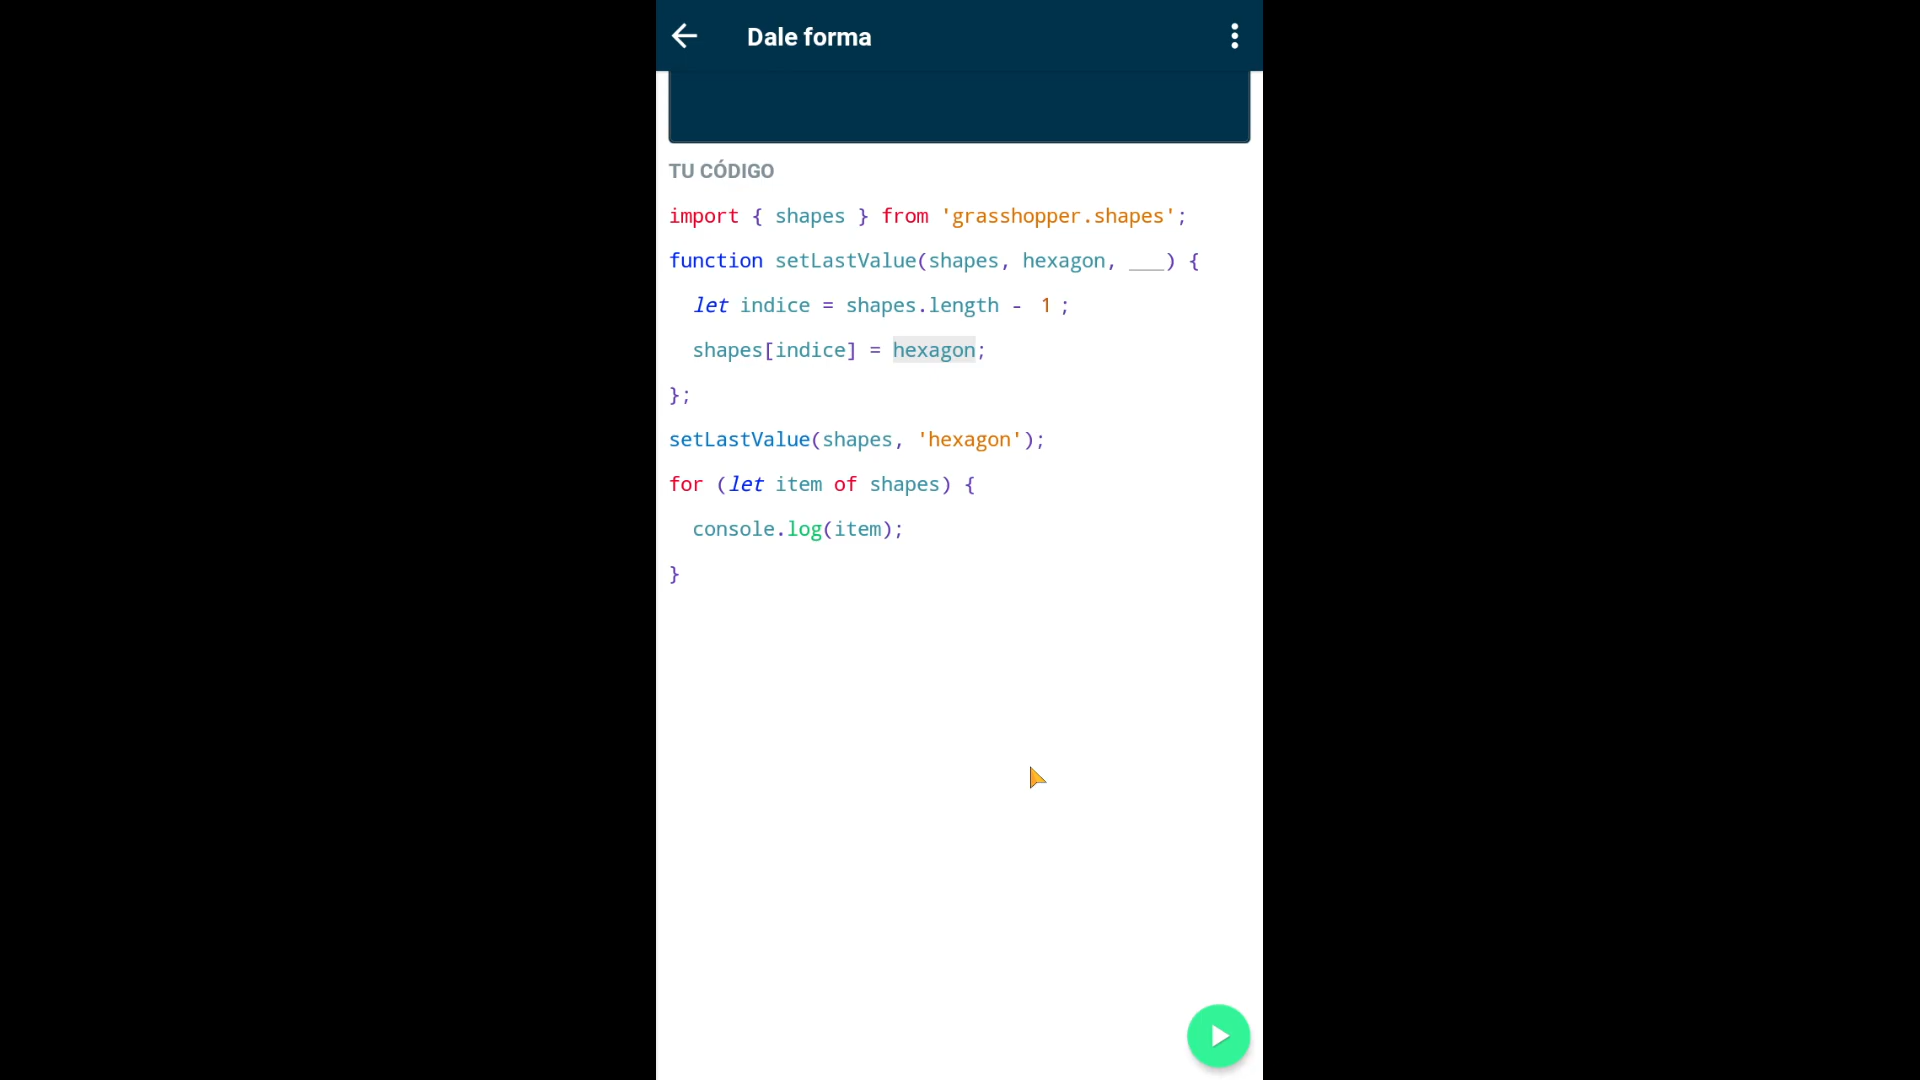 Dale forma
TU CÓDIGO
import { shapes } from 'grasshopper.shapes';
function setLastValue(shapes, hexagon, ___) {
let indice = shapes.length - 1 ;
shapes[indice] = hexagon;
};
setLastValue(shapes, 'hexagon');
for (let item of shapes) {
console.log(item);
}